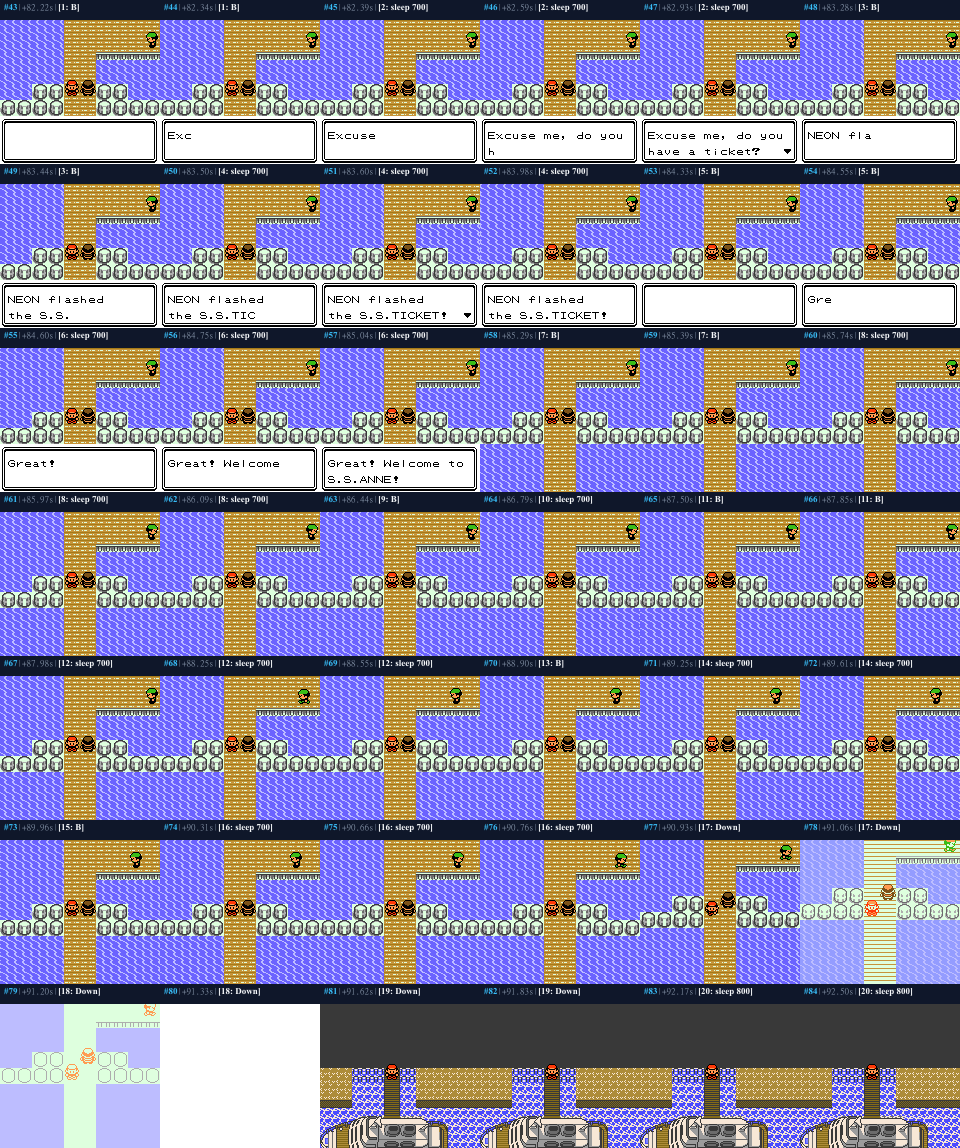 #43|+82.22s| [1: B]
#44|+82.34s| [1: B]
#45|+82.39s| [2: sleep 700]
#46|+82.59s| [2: sleep 700]
#47|+82.93s| [2: sleep 700]
#48|+83.28s| [3: B]
Exc
Excuse
Excuse me, do you
h
Excuse me, do you
have a ticket?
NEON fla
#49|+83.44s| [3: B]
#50|+83.50s| [4: sleep 700]
#51|+83.60s| [4: sleep 700]
#52|+83.98s| [4: sleep 700]
#53|+84.33s| [5: B]
#54|+84.55s| [5: B]
NEON flashed
the S.S.
NEON flashed
the S.S.TIC
NEON flashed
the S.S.TICKET!
NEON flashed
the S.S.TICKET!
Gre
#55|+84.60s| [6: sleep 700]
#56|+84.75s| [6: sleep 700]
#57|+85.04s| [6: sleep 700]
#58|+85.29s| [7: B]
#59|+85.39s| [7: B]
#60|+85.74s| [8: sleep 700]
Great!
Great! Welcome
Great! Welcome to
S.S.ANNE!
#61|+85.97s| [8: sleep 700]
#62|+86.09s| [8: sleep 700]
#63|+86.44s| [9: B]
#64|+86.79s| [10: sleep 700]
#65|+87.50s| [11: B]
#66|+87.85s| [11: B]
#67|+87.98s| [12: sleep 700]
#68|+88.25s| [12: sleep 700]
#69|+88.55s| [12: sleep 700]
#70|+88.90s| [13: B]
#71|+89.25s| [14: sleep 700]
#72|+89.61s| [14: sleep 700]
#73|+89.96s| [15: B]
#74|+90.31s| [16: sleep 700]
#75|+90.66s| [16: sleep 700]
#76|+90.76s| [16: sleep 700]
#77|+90.93s| [17: Down]
#78|+91.06s| [17: Down]
#79|+91.20s| [18: Down]
#80|+91.33s| [18: Down]
#81|+91.62s| [19: Down]
#82|+91.83s| [19: Down]
#83|+92.17s| [20: sleep 800]
#84|+92.50s| [20: sleep 800]